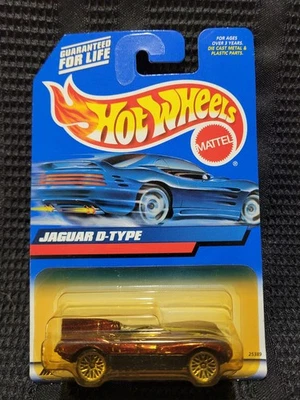 GUARANTEED
FOR LIFE
FOR AGES
OVER 3 YEARS.
DIE CAST METAL &
PLASTIC PARTS.
HOT WHEELS
MATTEL
JAGUAR D-TYPE